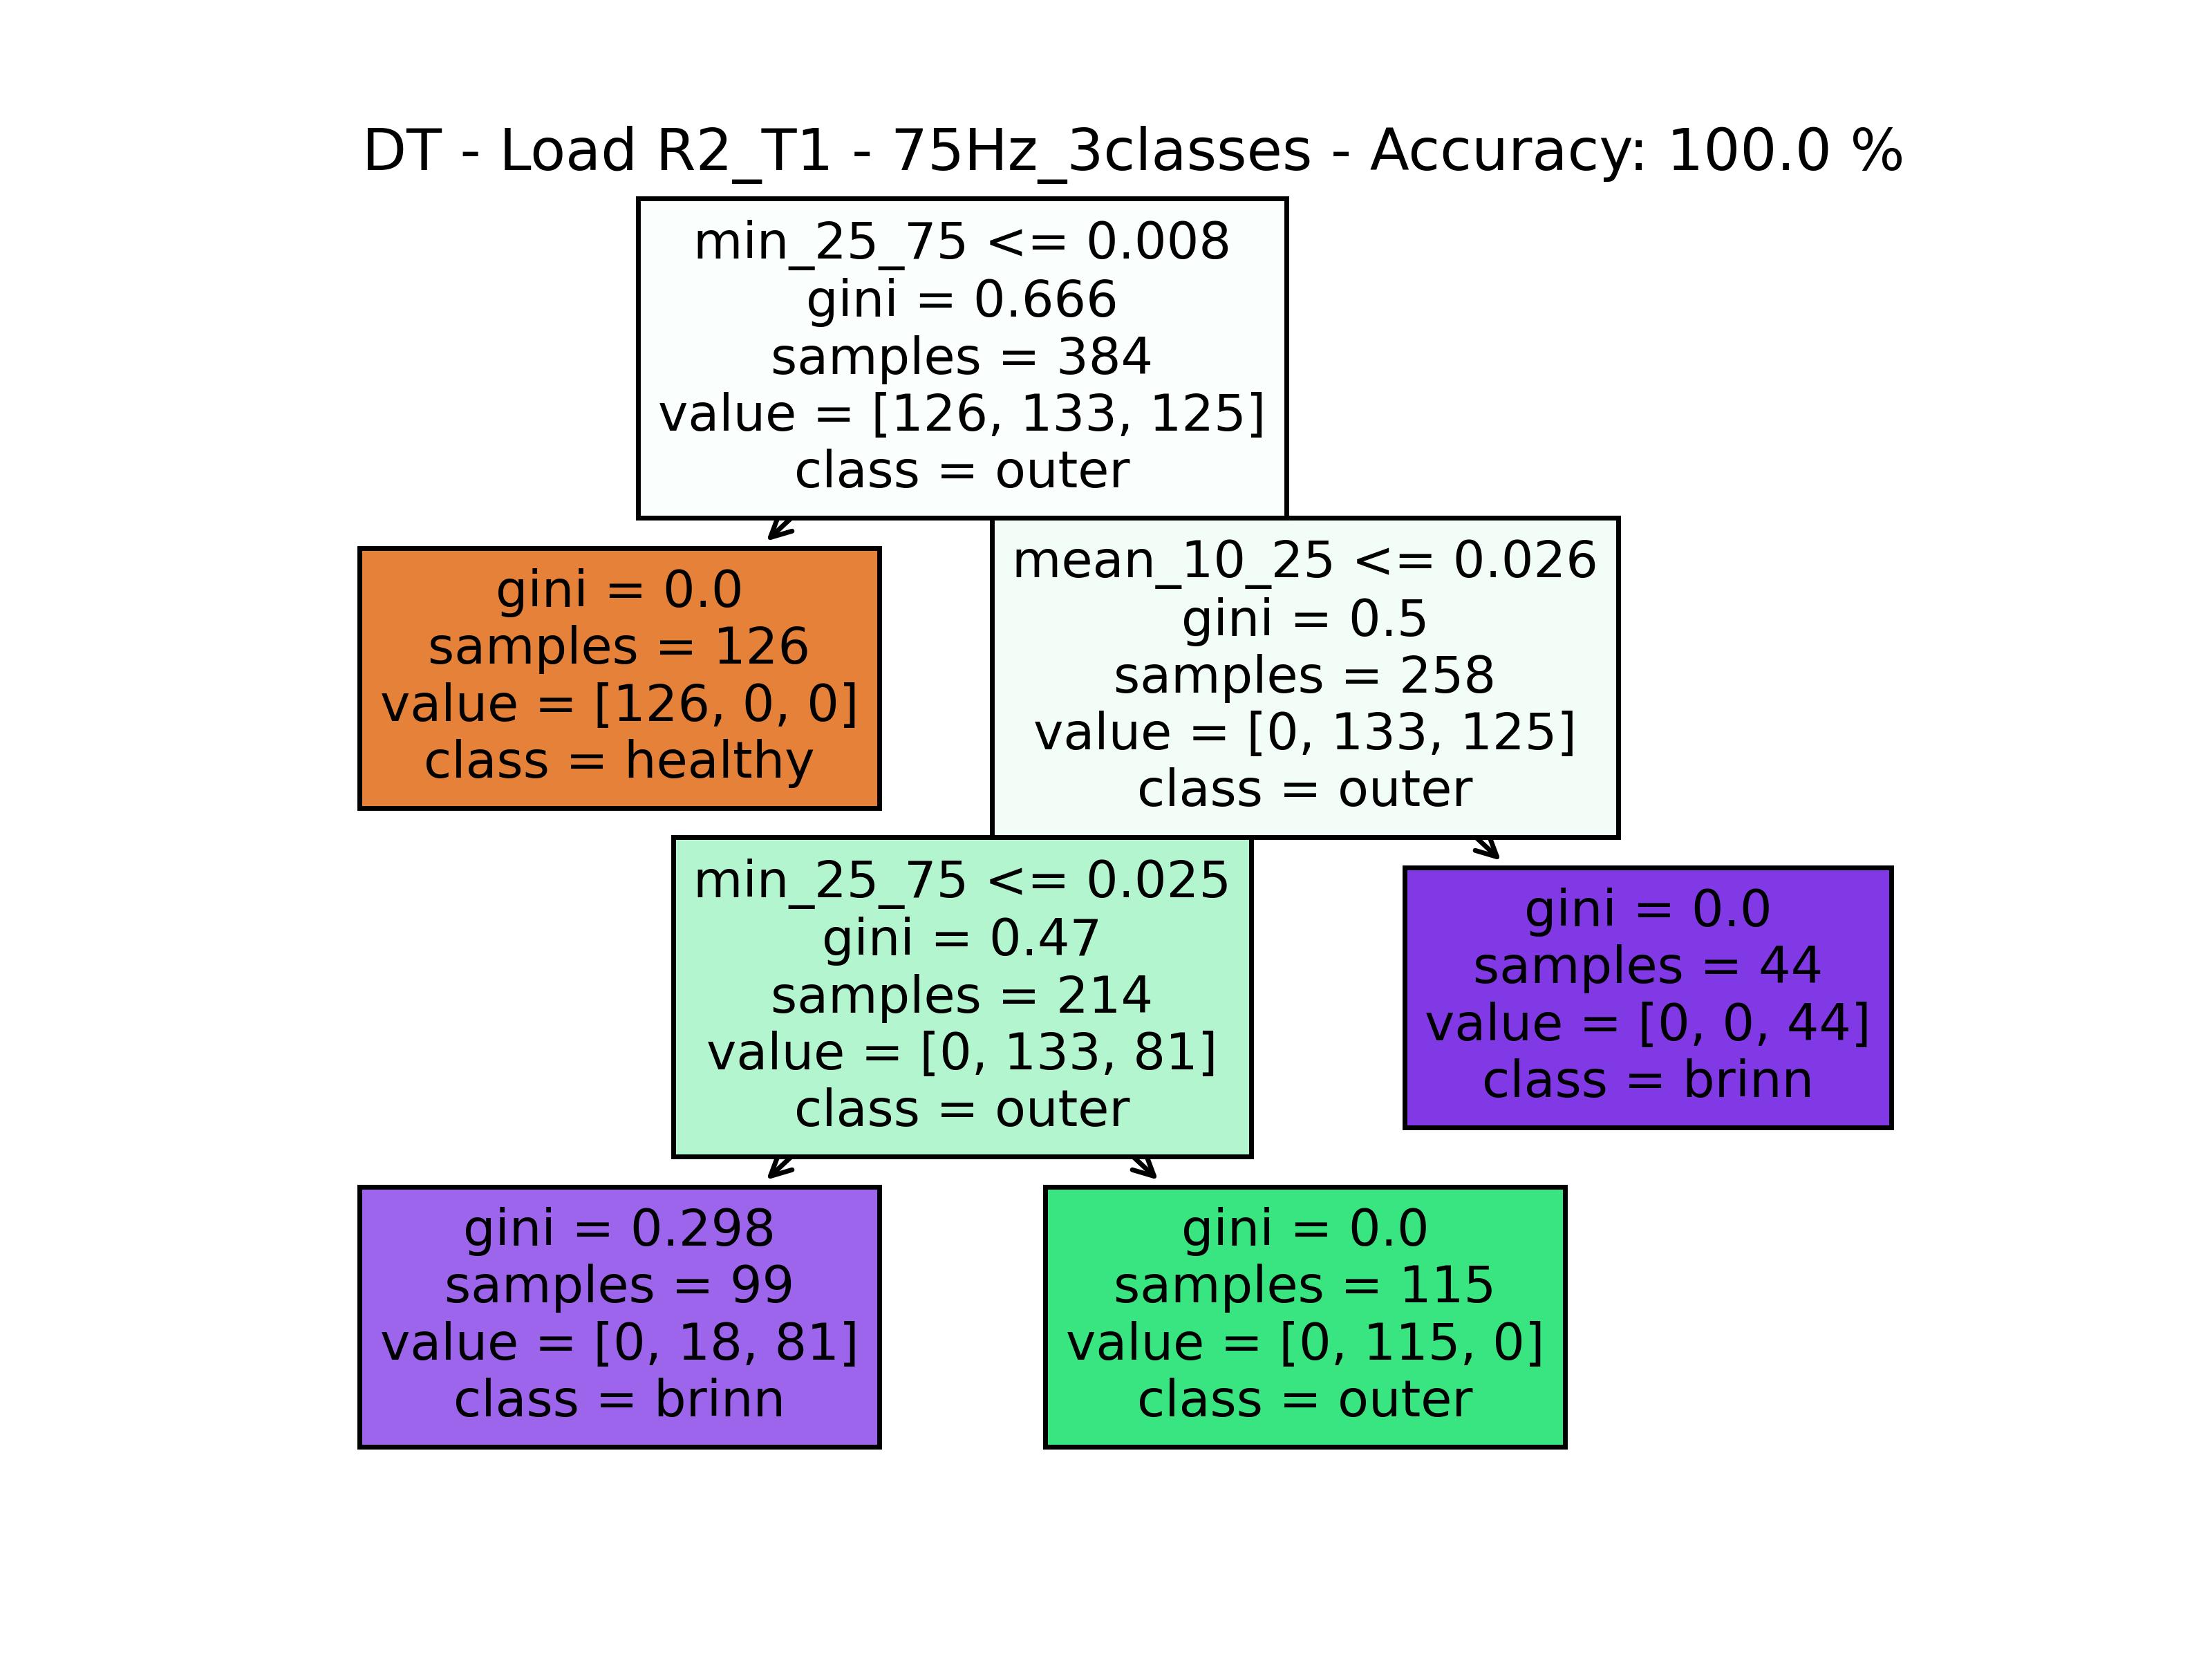 DT - Load R2_T1 - 75Hz_3classes - Accuracy: 100.0 %
min_25_75 <= 0.008
gini = 0.666
samples = 384
value = [126, 133, 125]
class = outer
gini = 0.0
samples = 126
value = [126, 0, 0]
class = healthy
mean_10_25 <= 0.026
gini = 0.5
samples = 258
value = [0, 133, 125]
class = outer
min_25_75 <= 0.025
gini = 0.47
samples = 214
value = [0, 133, 81]
class = outer
gini = 0.0
samples = 44
value = [0, 0, 44]
class = brinn
gini = 0.298
samples = 99
value = [0, 18, 81]
class = brinn
gini = 0.0
samples = 115
value = [0, 115, 0]
class = outer